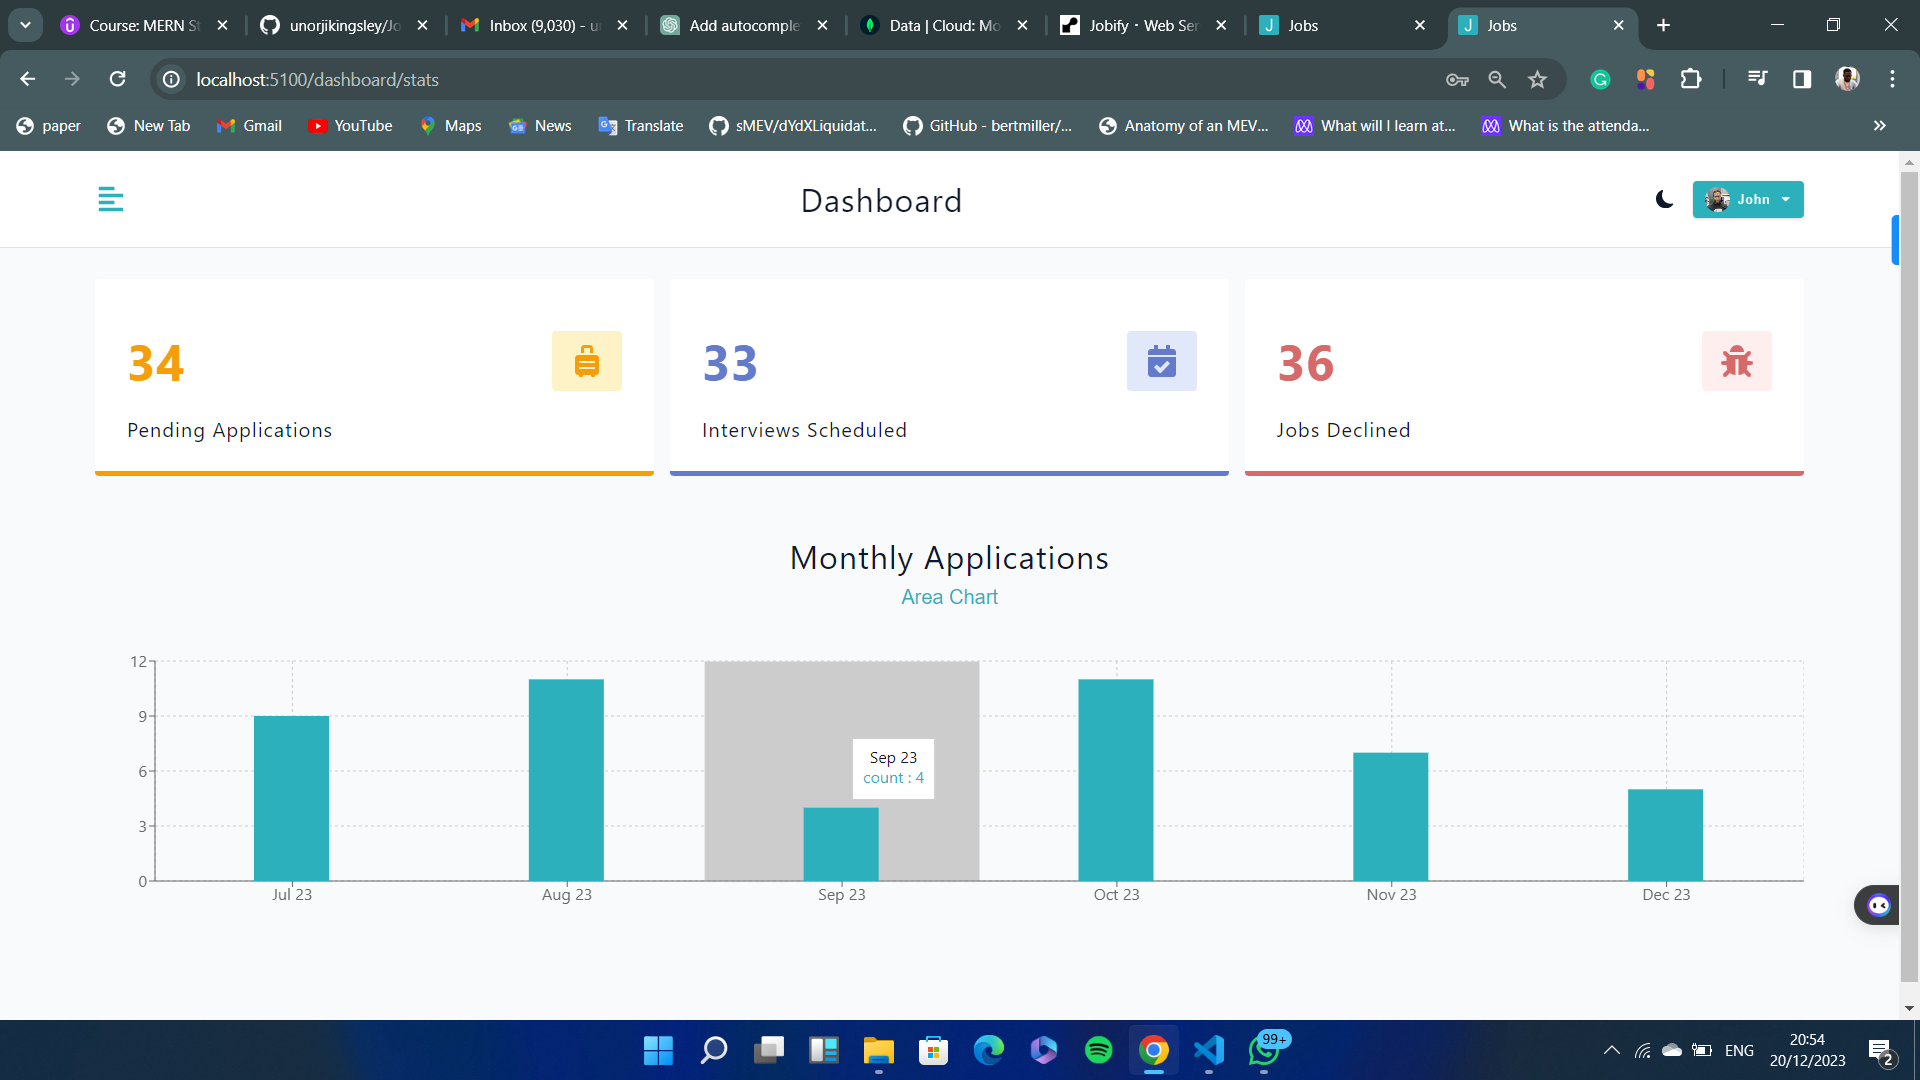 Course: MERN St
unorjikingsley/Jo
Inbox (9,030) - u
Add autocomple
Data | Cloud: Mo
Jobify · Web Ser
J Jobs
J Jobs
localhost:5100/dashboard/stats
paper
New Tab
Gmail
YouTube
Maps
News
Translate
sMEV/dYdXLiquidat...
GitHub - bertmiller/...
Anatomy of an MEV...
What will I learn at...
What is the attenda...
Dashboard
John
34
Pending Applications
33
Interviews Scheduled
36
Jobs Declined
Monthly Applications
Area Chart
12
9
6
3
0
Sep 23
count : 4
Jul 23
Aug 23
Sep 23
Oct 23
Nov 23
Dec 23
99+
ENG
20:54
20/12/2023
2